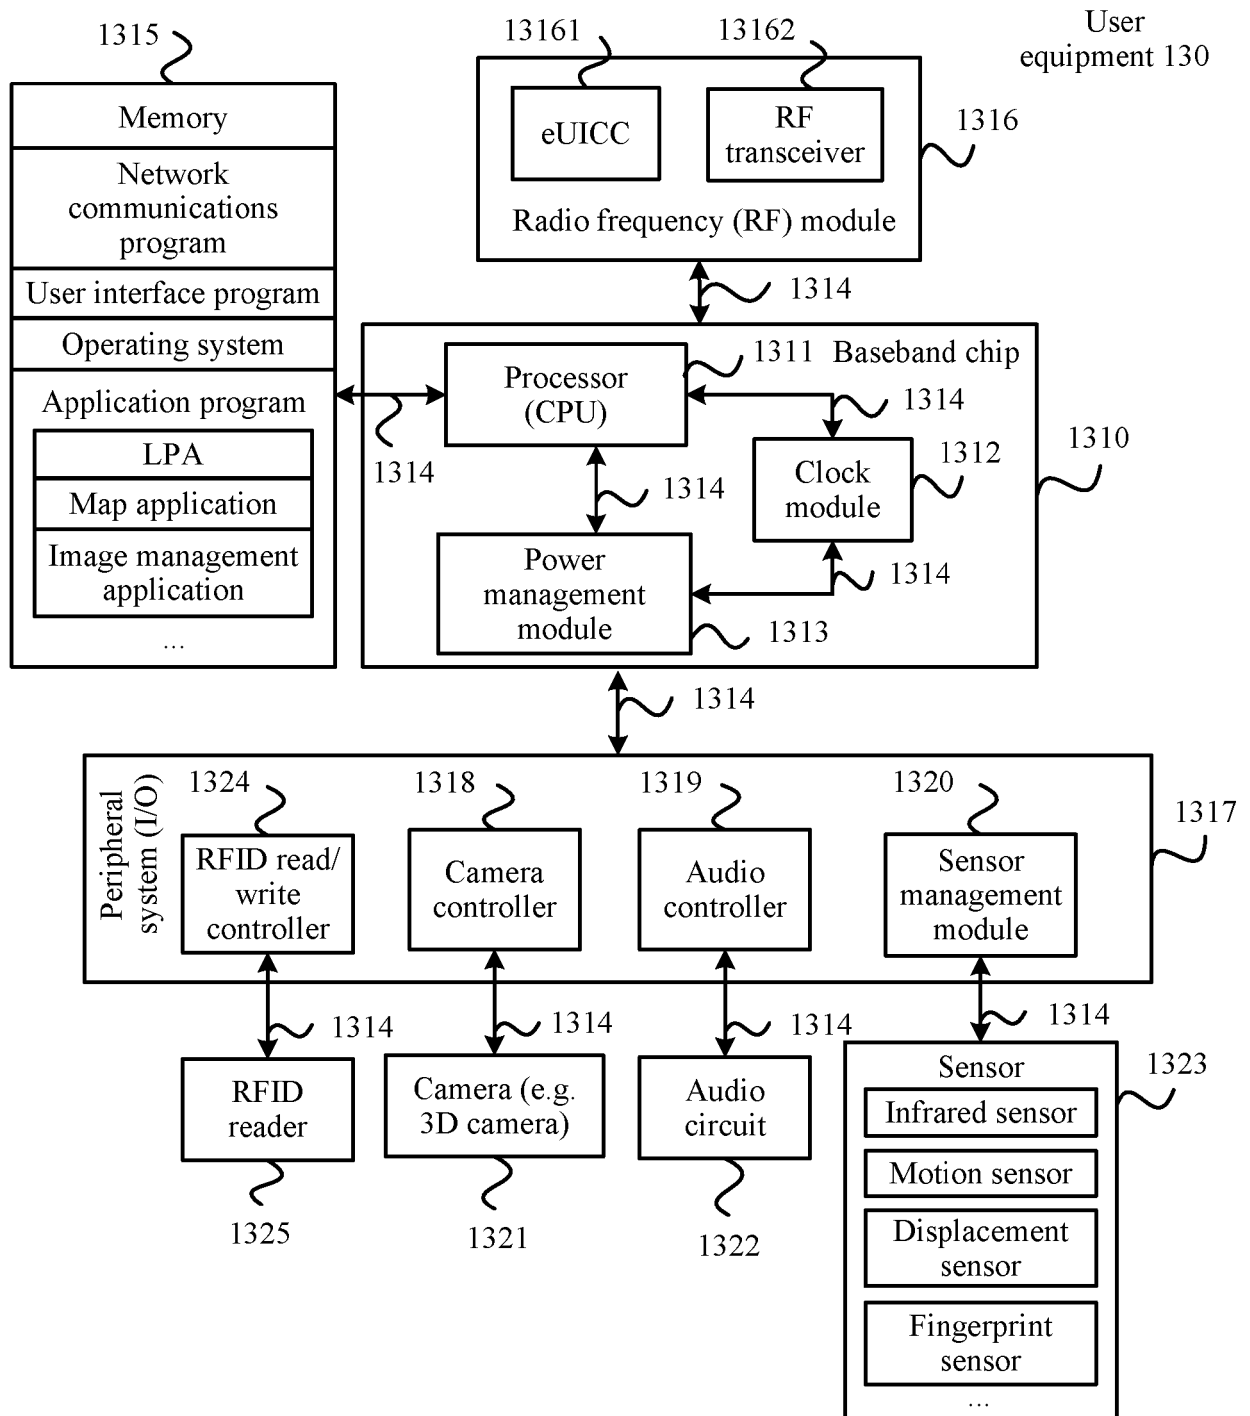 User
equipment 130
1315
Memory
Network
communications
program
User interface program
Operating system
Application program
LPA
Map application
Image management
application
...
13161
13162
eUICC
RF
transceiver
1316
Radio frequency (RF) module
1314
1311
Baseband chip
Processor
(CPU)
1314
1314
1314
1310
1312
Clock
module
Power
management
module
1314
1313
1314
Peripheral
system (I/O)
1324
1318
1319
1320
1317
RFID read/
write
controller
Camera
controller
Audio
controller
Sensor
management
module
1314
1314
1314
1314
RFID
reader
Camera (e.g.
3D camera)
Audio
circuit
1325
1321
1322
Sensor
1323
Infrared sensor
Motion sensor
Displacement
sensor
Fingerprint
sensor
...